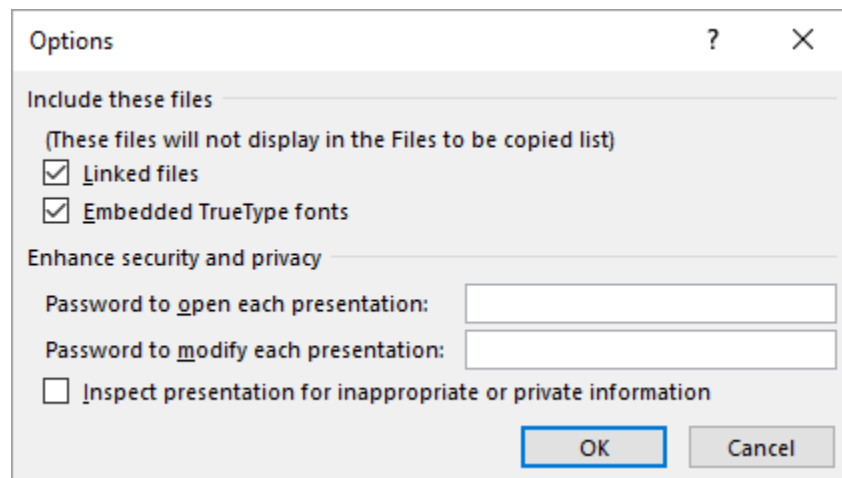 Options
?
Include these files
(These files will not display in the Files to be copied list)
Linked files
Embedded TrueType fonts
Enhance security and privacy
Password to open each presentation:
Password to modify each presentation:
Inspect presentation for inappropriate or private information
OK Cancel